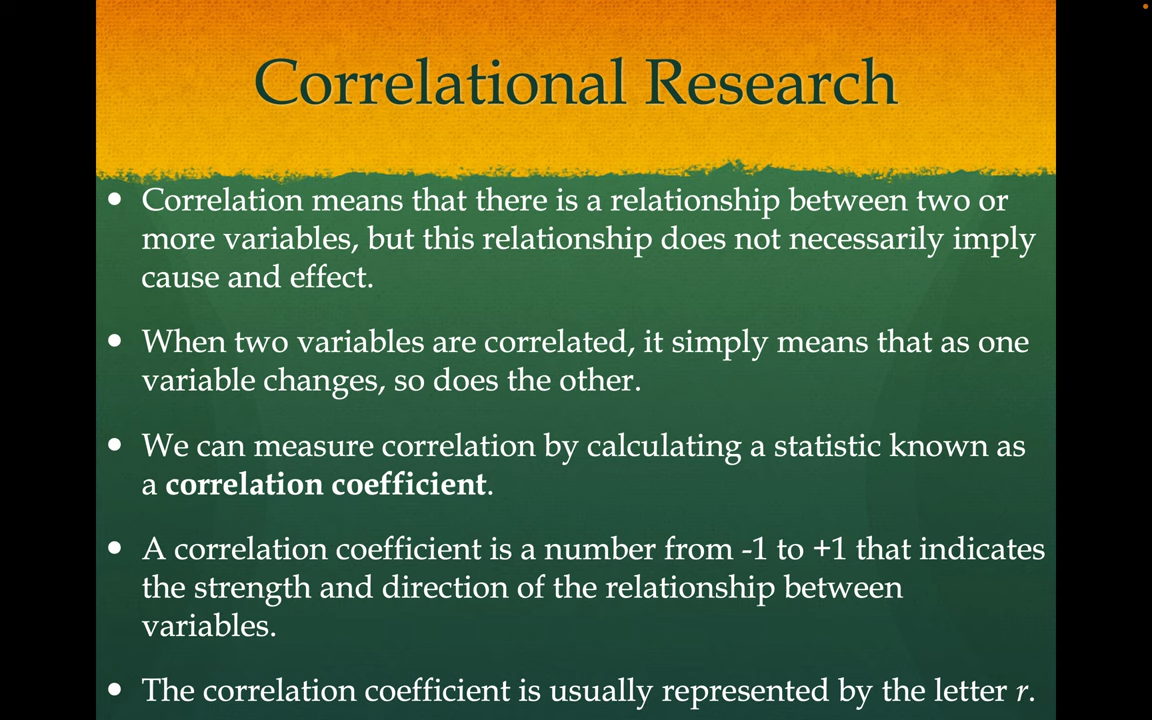 Correlational Research
• Correlation means that there is a relationship between two or
more variables, but this relationship does not necessarily imply
cause and effect.
• When two variables are correlated, it simply means that as one
variable changes, so does the other.
• We can measure correlation by calculating a statistic known as
a correlation coefficient.
• A correlation coefficient is a number from -1 to +1 that indicates
the strength and direction of the relationship between
variables.
• The correlation coefficient is usually represented by the letter r.